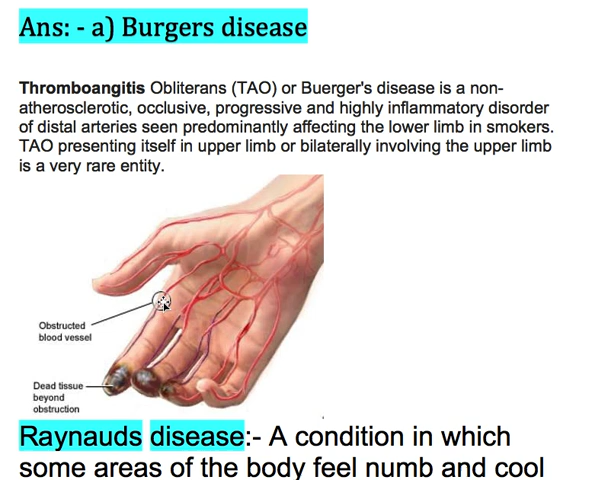 Ans: - a) Burgers disease
Thromboangitis Obliterans (TAO) or Buerger's disease is a non-
atherosclerotic, occlusive, progressive and highly inflammatory disorder
of distal arteries seen predominantly affecting the lower limb in smokers.
TAO presenting itself in upper limb or bilaterally involving the upper limb
is a very rare entity.
Obstructed
blood vessel
Dead tissue
beyond
obstruction
Raynauds disease:- A condition in which
some areas of the body feel numb and cool